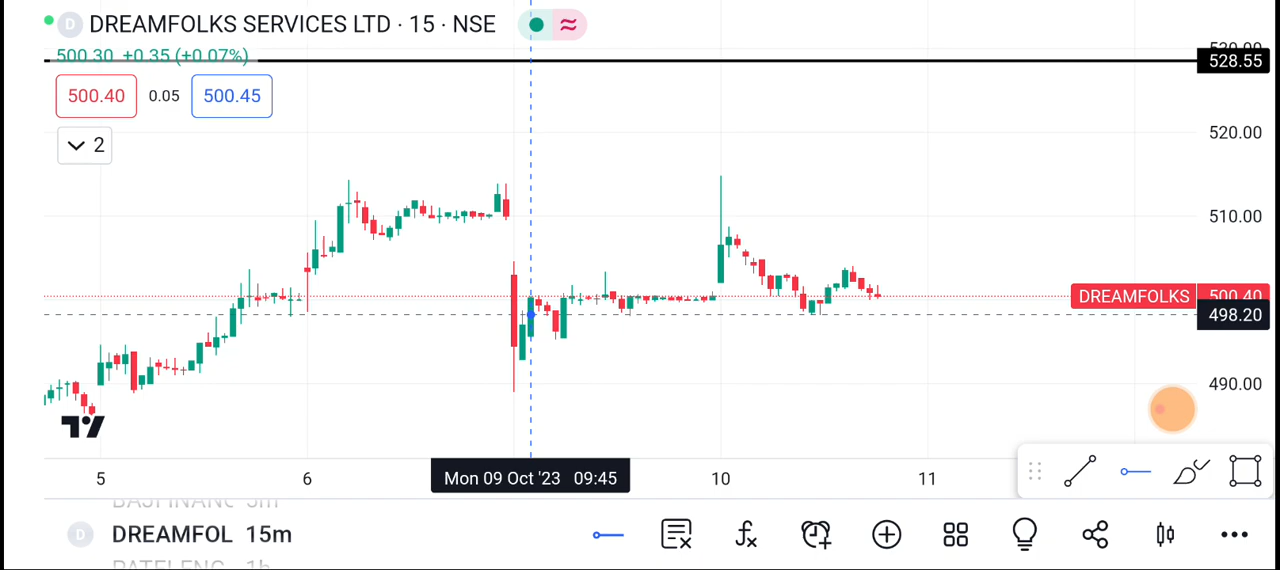 D DREAMFOLKS SERVICES LTD · 15 · NSE
500.30 +0.35 (+0.07%)
528.55
500.40 0.05 500.45
520.00
2
510.00
DREAMFOLKS 500.40
498.20
490.00
5 6 Mon 09 Oct '23 09:45 10 11
D DREAMFOL 15m